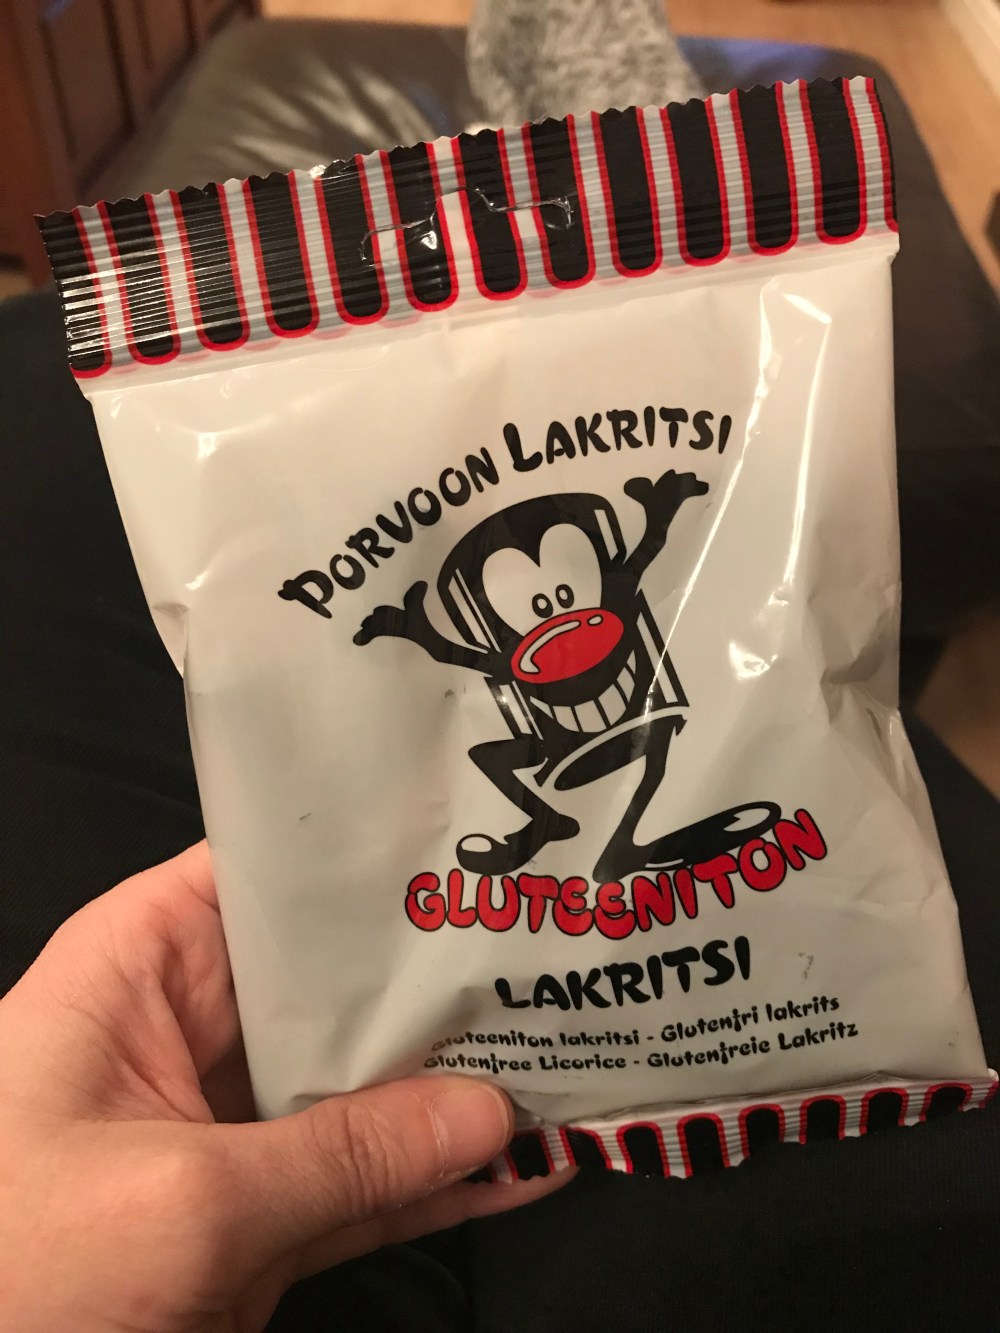 PORVOON LAKRITSI
GLUTEENITON
LAKRITSI
Gluteeniton lakritsi - Glutenfri lakrits
Glutenfree Licorice - Glutenfreie Lakritz